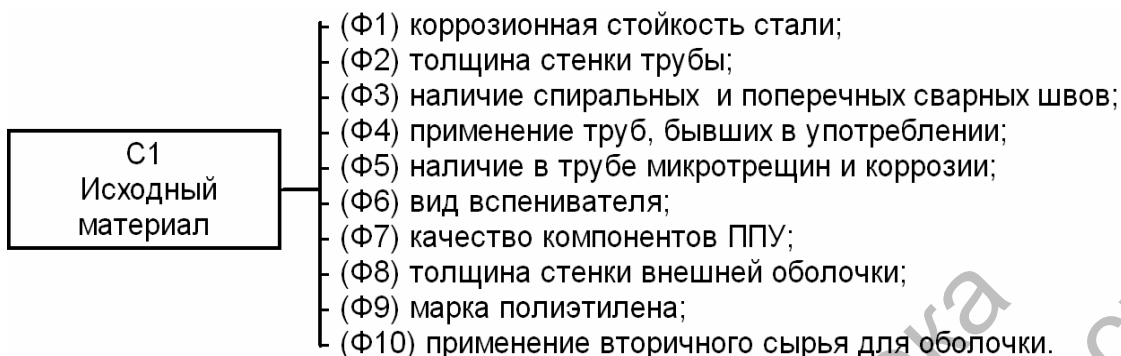 (Ф1) коррозионная стойкость стали;
(Ф2) толщина стенки трубы;
(Ф3) наличие спиральных и поперечных сварных швов;
(Ф4) применение труб, бывших в употреблении;
(Ф5) наличие в трубе микротрещин и коррозии;
(Ф6) вид вспенивателя;
(Ф7) качество компонентов ППУ;
(Ф8) толщина стенки внешней оболочки;
(Ф9) марка полиэтилена;
(Ф10) применение вторичного сырья для оболочки.
С1
Исходный
материал